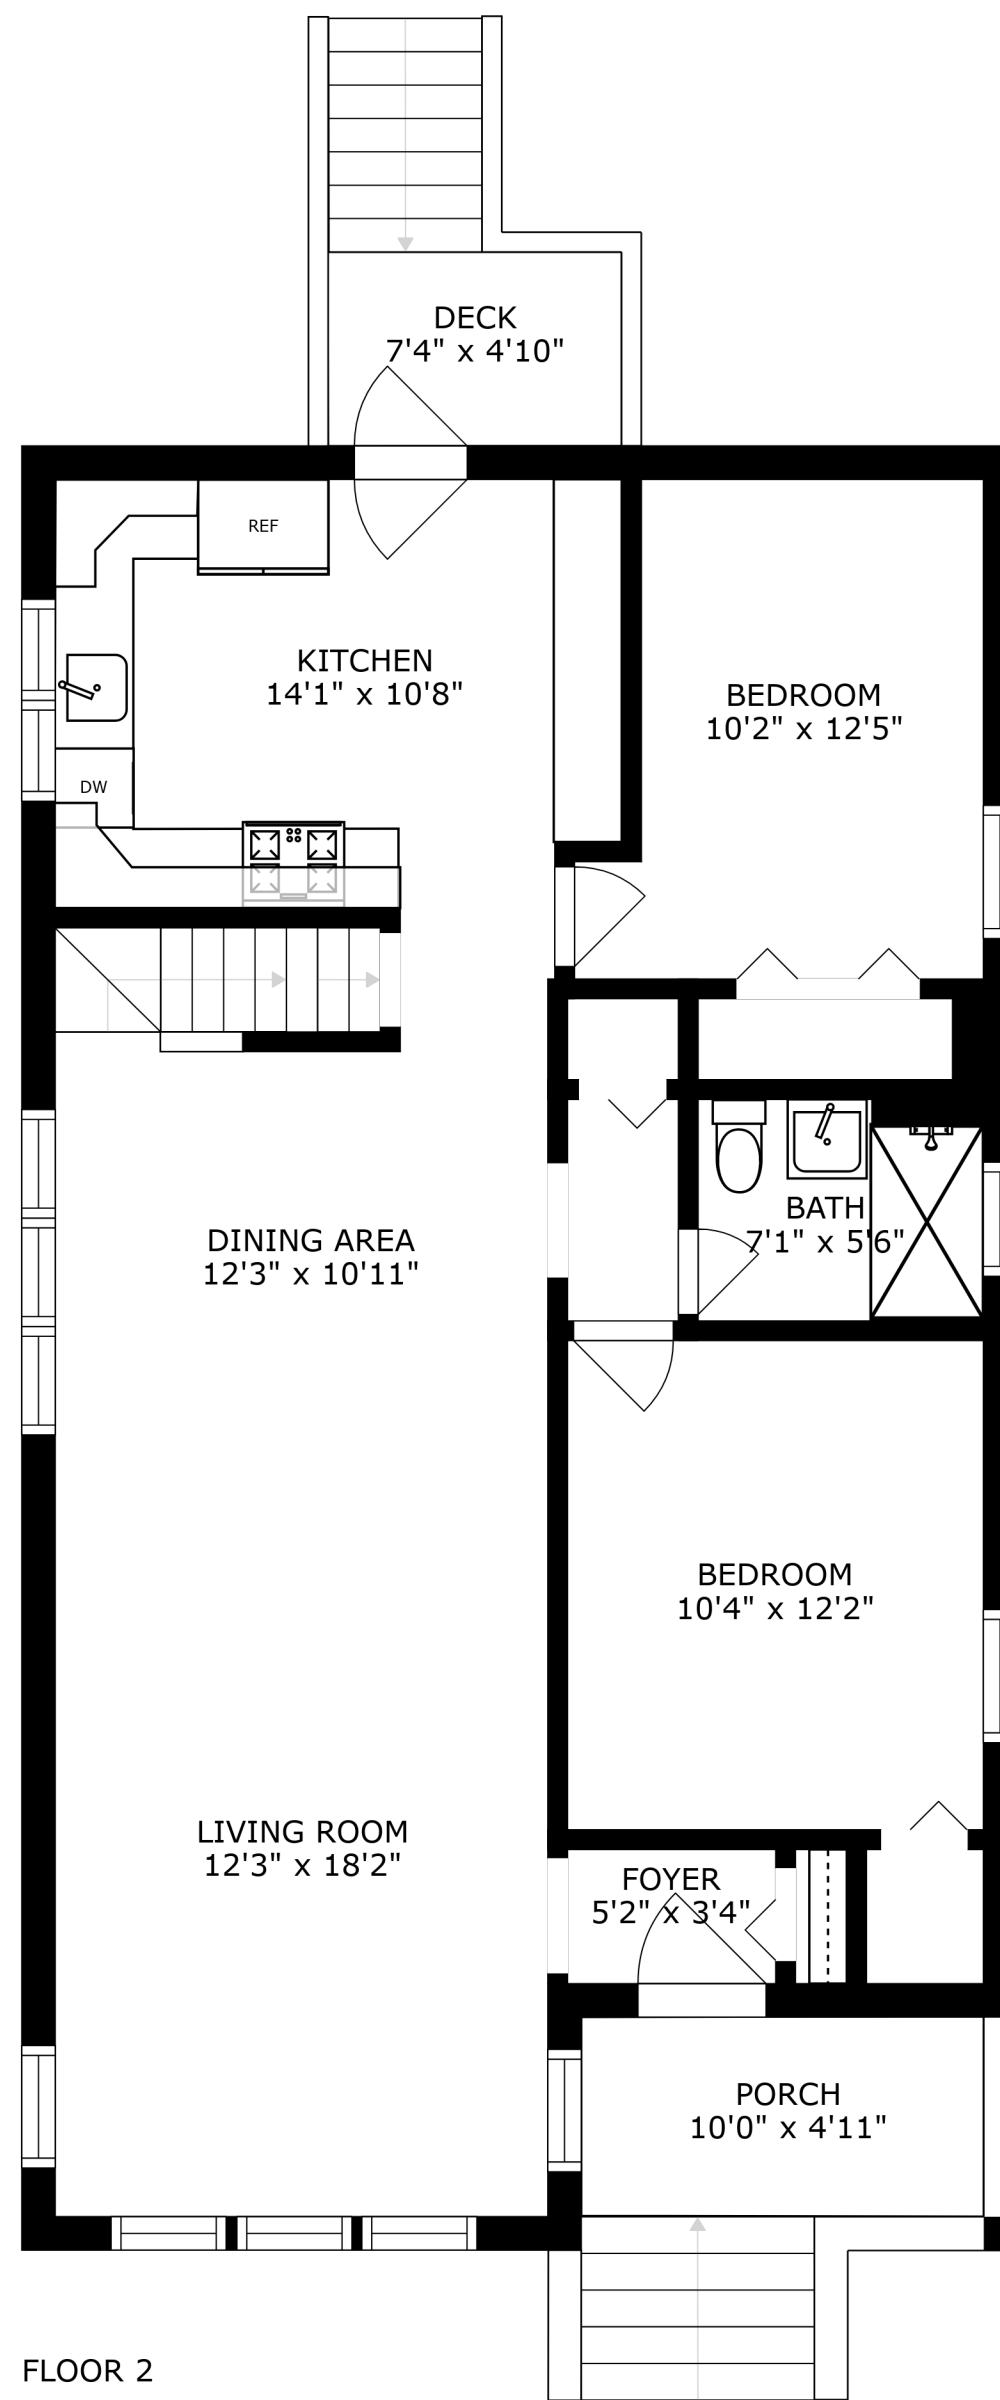 DECK
7'4" x 4'10"
REF
KITCHEN
14'1" x 10'8"
BEDROOM
10'2" x 12'5"
DW
BATH
7'1" x 5'6"
DINING AREA
12'3" x 10'11"
BEDROOM
10'4" x 12'2"
LIVING ROOM
12'3" x 18'2"
FOYER
5'2" x 3'4"
PORCH
10'0" x 4'11"
FLOOR 2